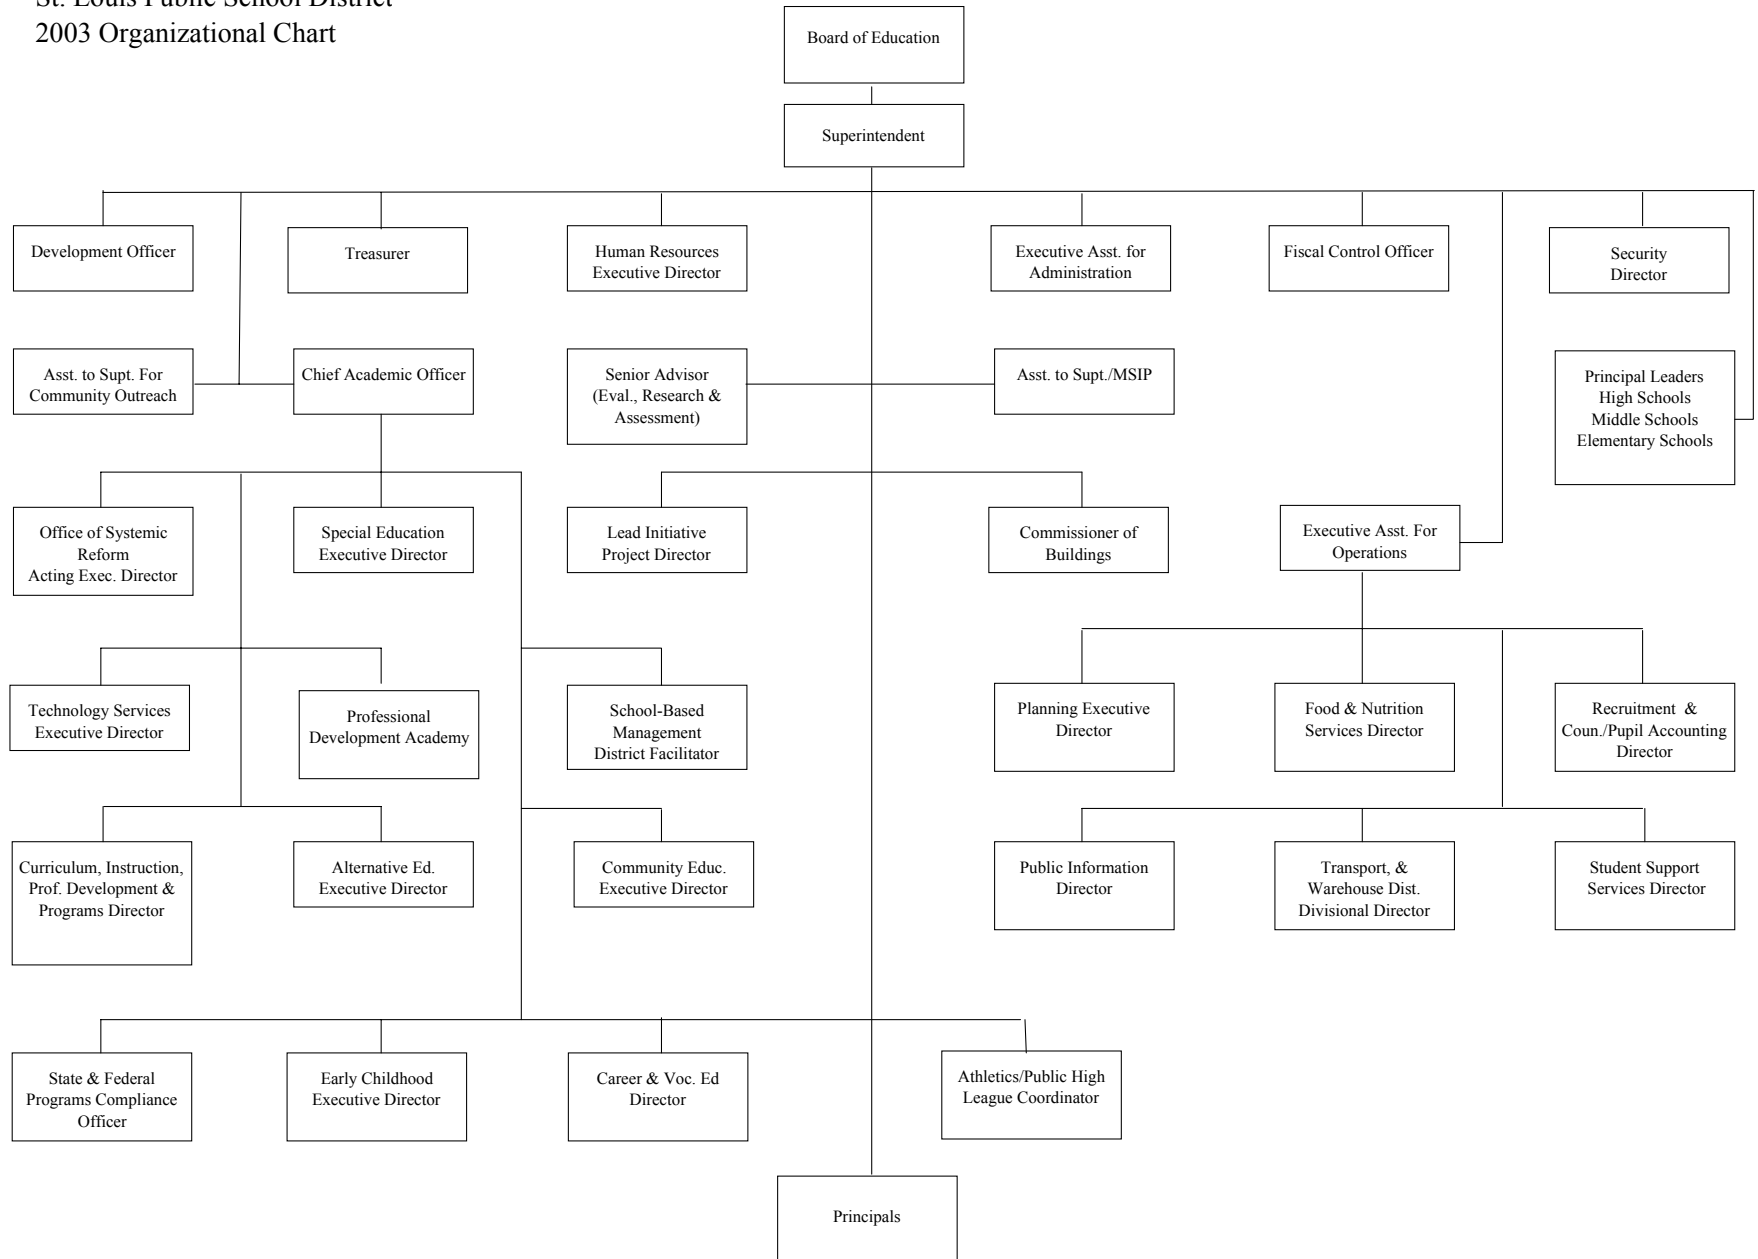 St. Louis Public School District
2003 Organizational Chart
Board of Education
Superintendent
Development Officer
Treasurer
Human Resources
Executive Director
Executive Asst. for
Administration
Fiscal Control Officer
Security
Director
Asst. to Supt. For
Community Outreach
Chief Academic Officer
Senior Advisor
(Eval., Research &
Assessment)
Asst. to Supt./MSIP
Principal Leaders
High Schools
Middle Schools
Elementary Schools
Office of Systemic
Reform
Acting Exec. Director
Special Education
Executive Director
Lead Initiative
Project Director
Commissioner of
Buildings
Executive Asst. For
Operations
Technology Services
Executive Director
Professional
Development Academy
School-Based
Management
District Facilitator
Planning Executive
Director
Food & Nutrition
Services Director
Recruitment &
Coun./Pupil Accounting
Director
Curriculum, Instruction,
Prof. Development &
Programs Director
Alternative Ed.
Executive Director
Community Educ.
Executive Director
Public Information
Director
Transport, &
Warehouse Dist.
Divisional Director
Student Support
Services Director
State & Federal
Programs Compliance
Officer
Early Childhood
Executive Director
Career & Voc. Ed
Director
Athletics/Public High
League Coordinator
Principals